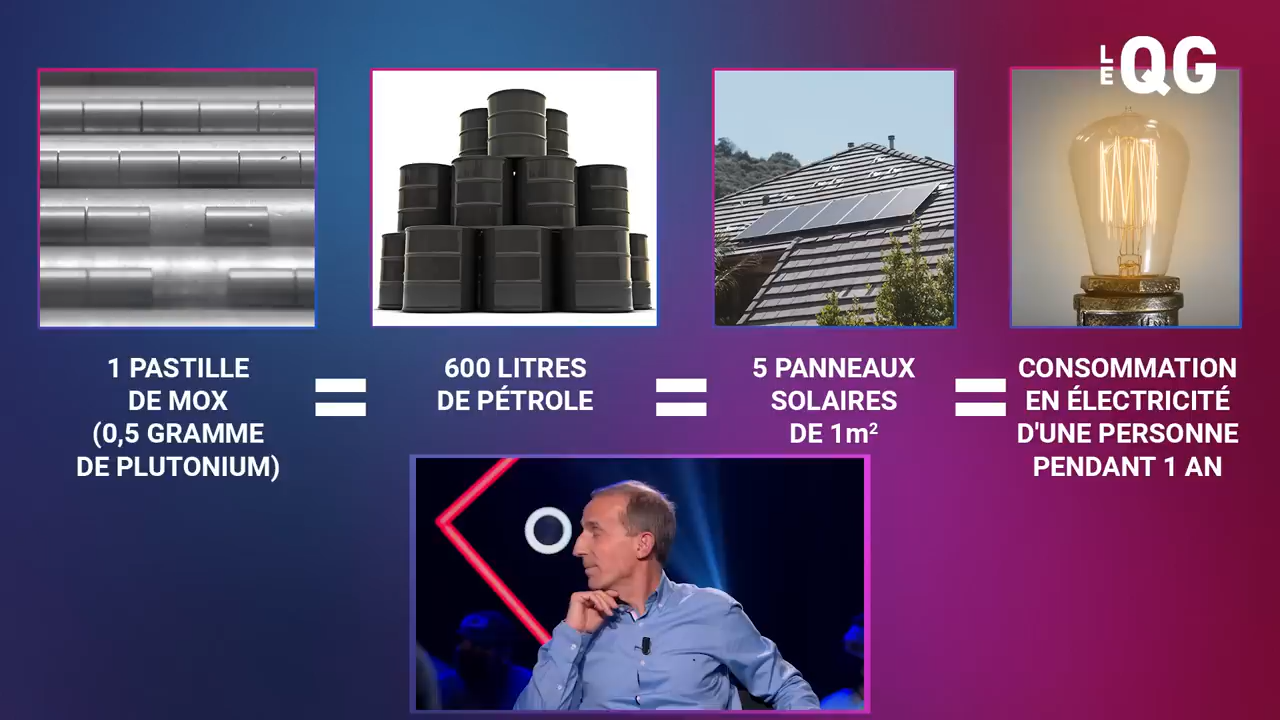 LE QG
1 PASTILLE
DE MOX
(0,5 GRAMME
DE PLUTONIUM)
=
600 LITRES
DE PÉTROLE
=
5 PANNEAUX
SOLAIRES
DE 1m²
=
CONSOMMATION
EN ÉLECTRICITÉ
D'UNE PERSONNE
PENDANT 1 AN